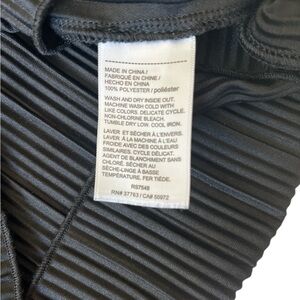 MADE IN CHINA /
FABRIQUÉ EN CHINE /
HECHO EN CHINA
100% POLYESTER / poliéster
WASH AND DRY INSIDE OUT.
MACHINE WASH COLD WITH
LIKE COLORS. DELICATE CYCLE.
NON-CHLORINE BLEACH.
TUMBLE DRY LOW. COOL IRON.
LAVER ET SÉCHER À L'ENVERS.
LAVER À LA MACHINE À L'EAU
FROIDE AVEC DES COULEURS
SIMILAIRES. CYCLE DÉLICAT.
AGENT DE BLANCHIMENT SANS
CHLORE. SÉCHER AU
SÈCHE-LINGE À BASSE
TEMPÉRATURE. FER TIÈDE.
RS7548
RN# 37763 / CA# 50972